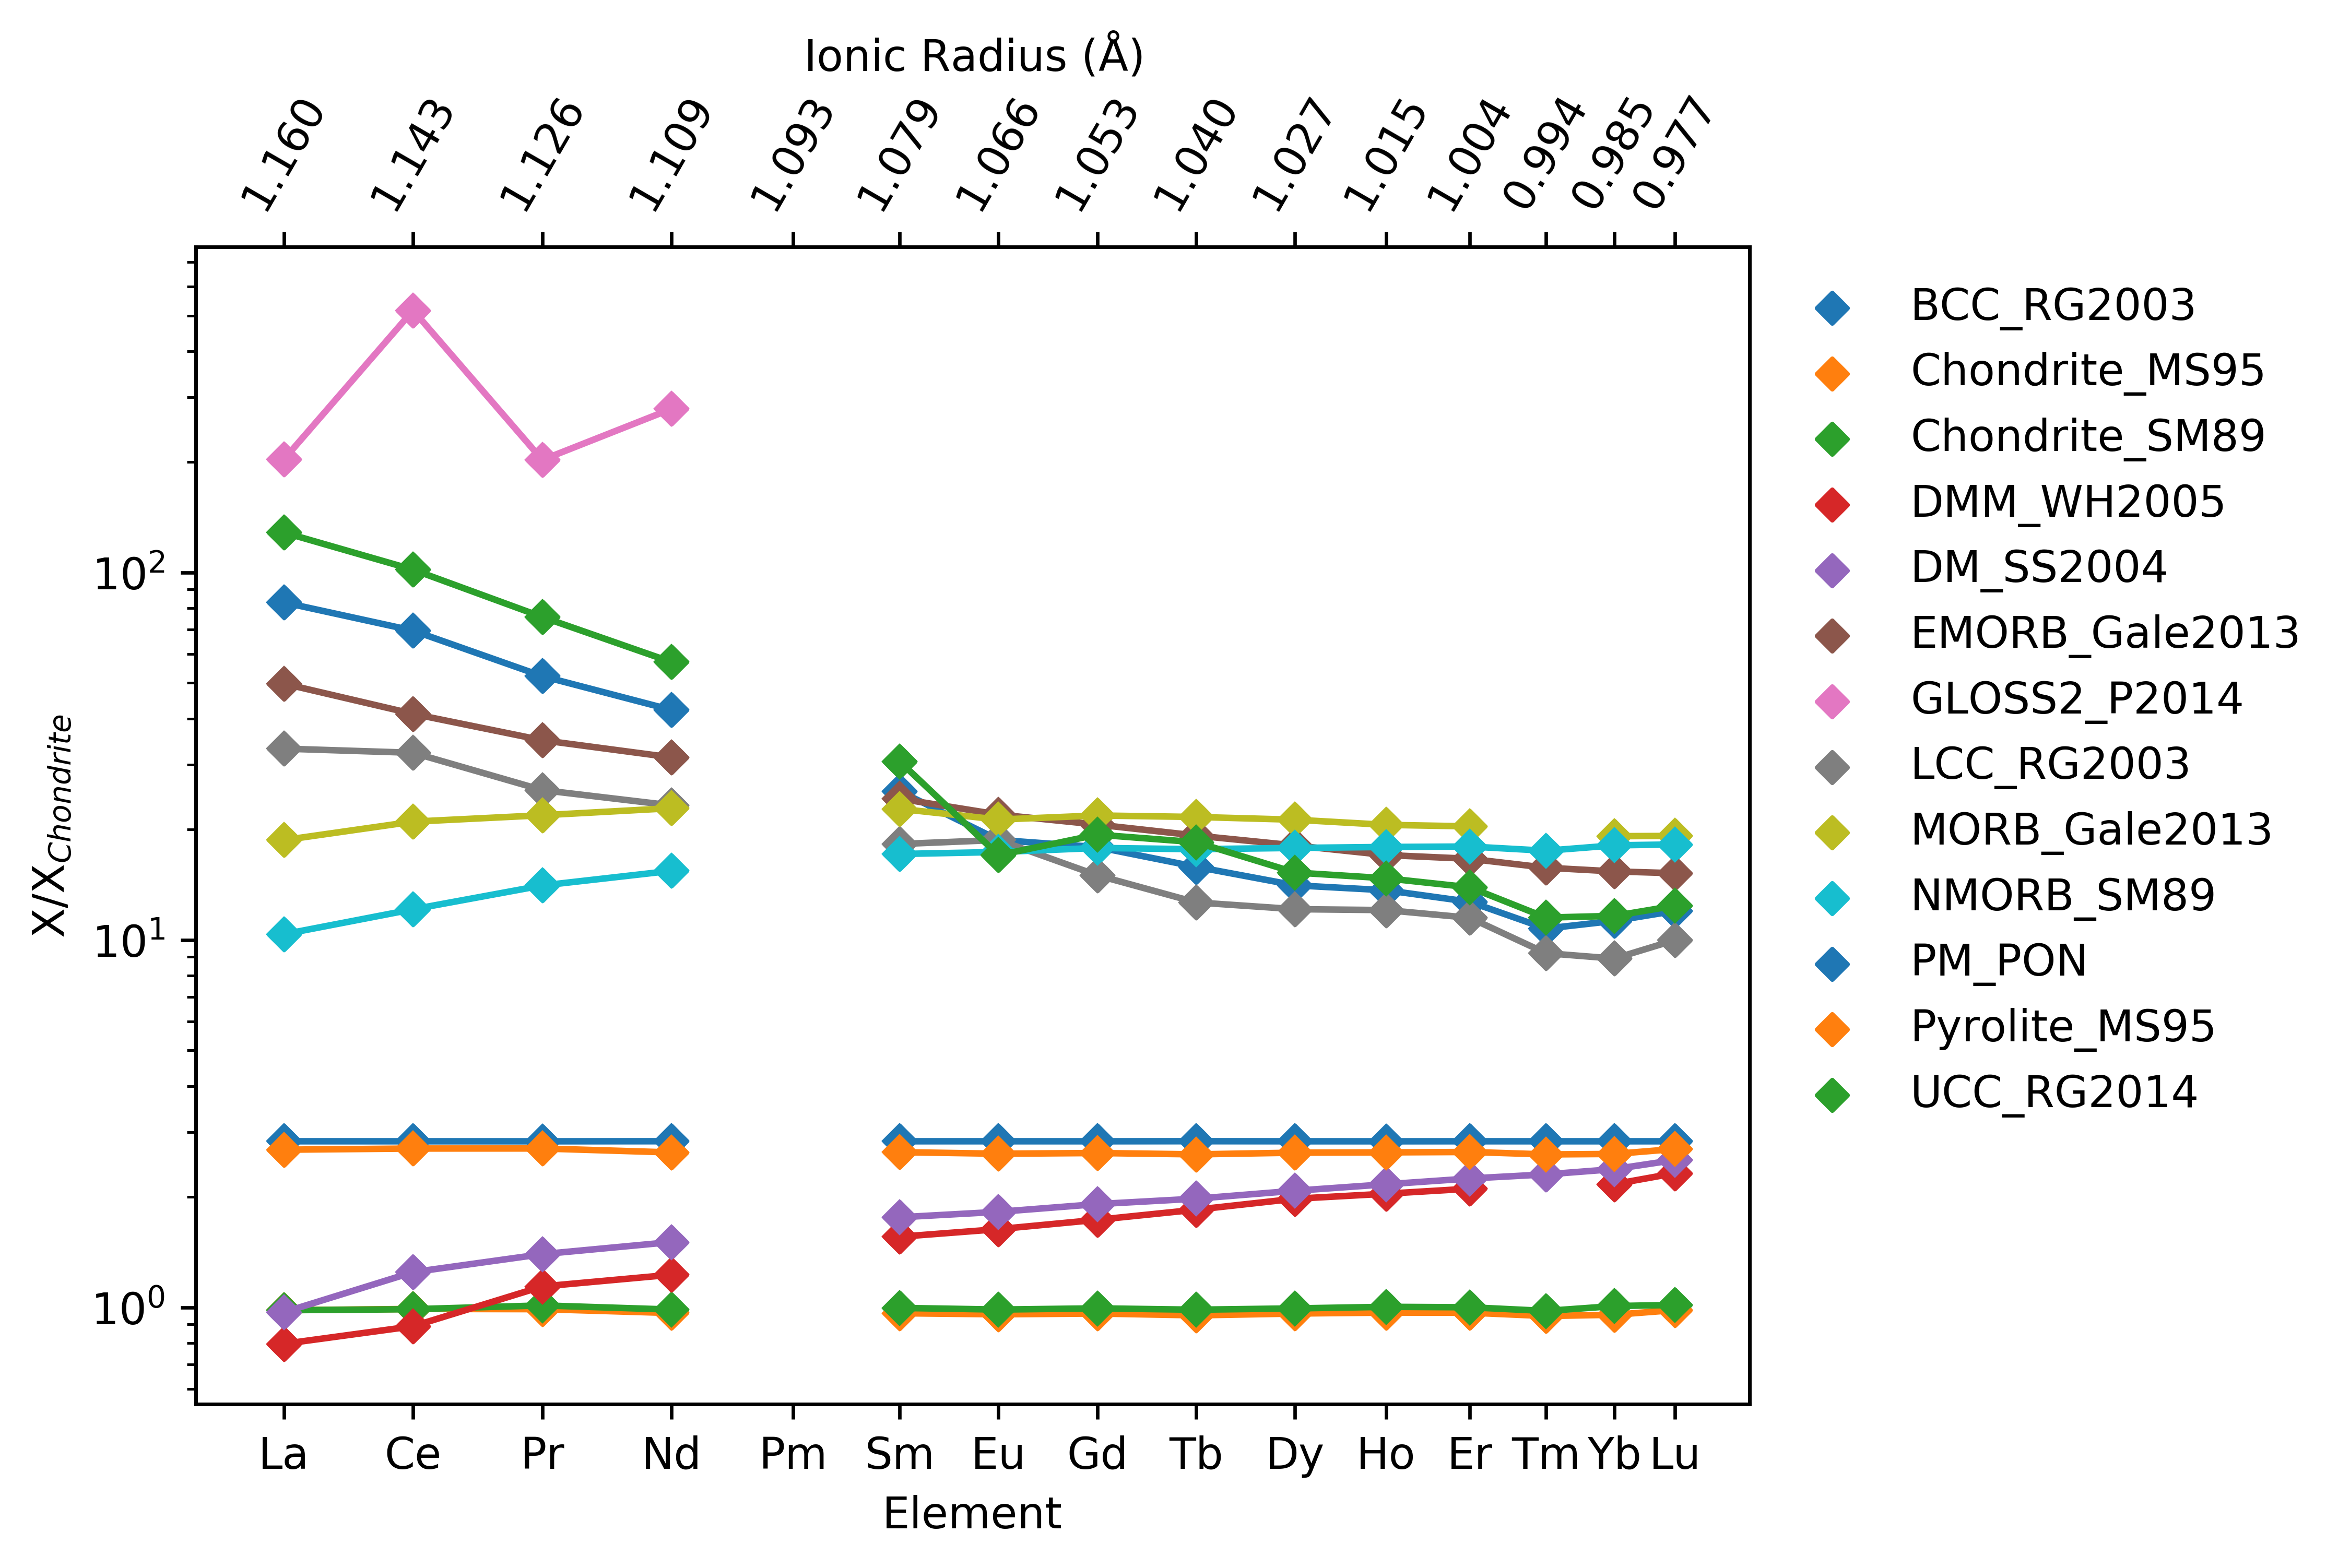 Ionic Radius (Å)
1.160 1.143 1.126 1.109 1.093 1.079 1.066 1.053 1.040 1.027 1.015 1.004 0.994 0.985 0.977
X/X_Chondrite
10²
10¹
10⁰
La Ce Pr Nd Pm Sm Eu Gd Tb Dy Ho Er Tm Yb Lu
Element
BCC_RG2003
Chondrite_MS95
Chondrite_SM89
DMM_WH2005
DM_SS2004
EMORB_Gale2013
GLOSS2_P2014
LCC_RG2003
MORB_Gale2013
NMORB_SM89
PM_PON
Pyrolite_MS95
UCC_RG2014